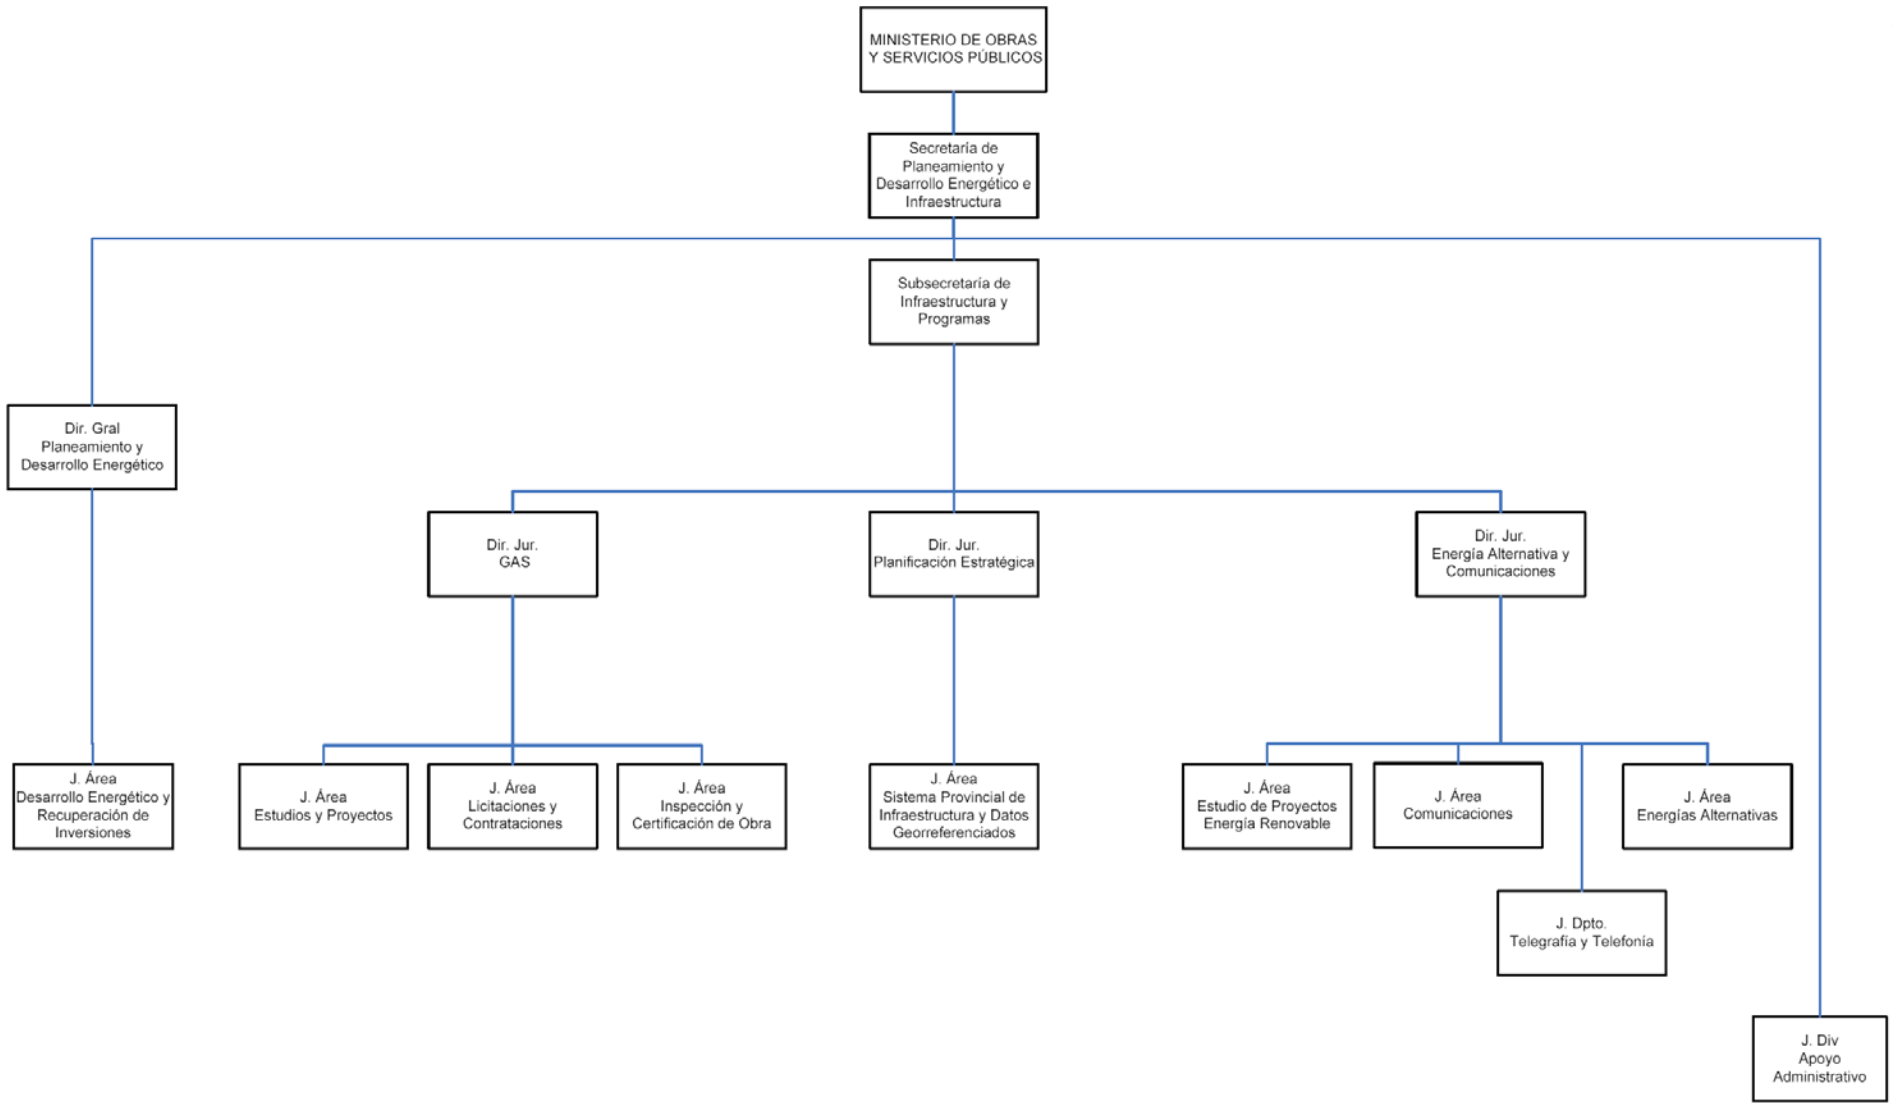 MINISTERIO DE OBRAS
Y SERVICIOS PÚBLICOS
Secretaría de
Planeamiento y
Desarrollo Energético e
Infraestructura
Subsecretaría de
Infraestructura y
Programas
Dir. Gral
Planeamiento y
Desarrollo Energético
Dir. Jur.
GAS
Dir. Jur.
Planificación Estratégica
Dir. Jur.
Energía Alternativa y
Comunicaciones
J. Área
Desarrollo Energético y
Recuperación de
Inversiones
J. Área
Estudios y Proyectos
J. Área
Licitaciones y
Contrataciones
J. Área
Inspección y
Certificación de Obra
J. Área
Sistema Provincial de
Infraestructura y Datos
Georreferenciados
J. Área
Estudio de Proyectos
Energía Renovable
J. Área
Comunicaciones
J. Área
Energías Alternativas
J. Dpto.
Telegrafía y Telefonía
J. Div
Apoyo
Administrativo